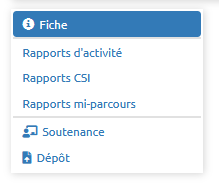 Fiche
Rapports d'activité
Rapports CSI
Rapports mi-parcours
Soutenance
Dépôt